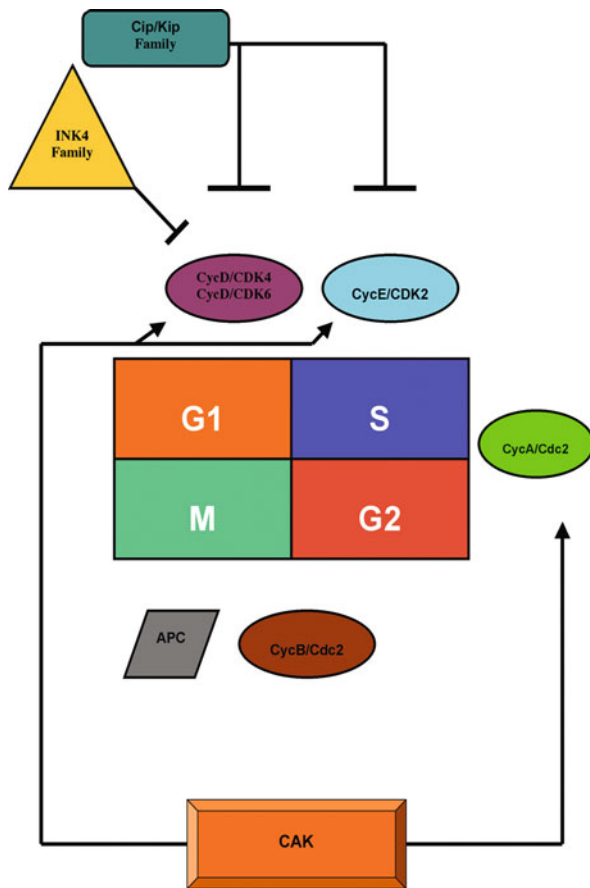 Cip/Kip
Family
INK4
Family
CycD/CDK4
CycD/CDK6
CycE/CDK2
G1
S
CycA/Cdc2
M
G2
APC
CycB/Cdc2
CAK